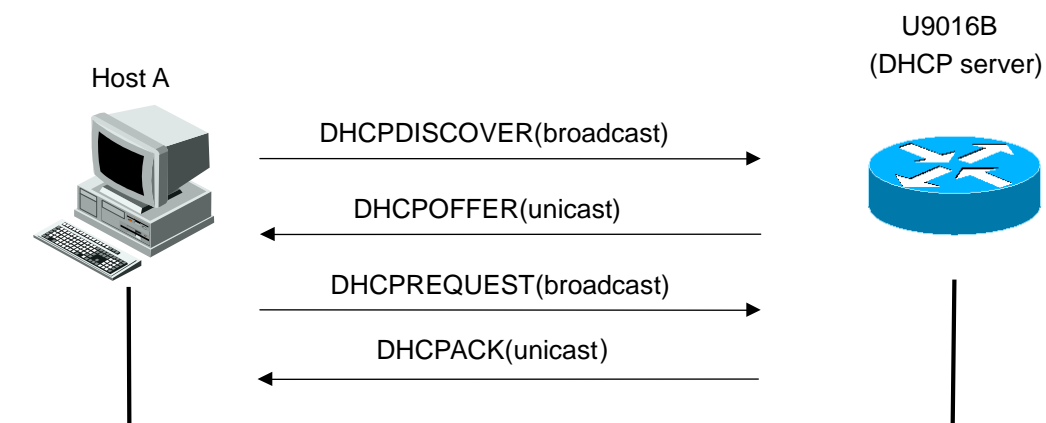 U9016B
(DHCP server)
Host A
DHCPDISCOVER(broadcast)
DHCPOFFER(unicast)
DHCPREQUEST(broadcast)
DHCPACK(unicast)